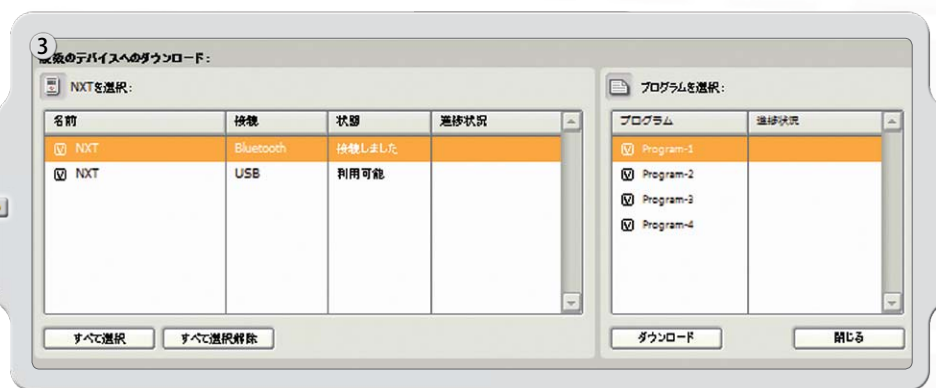 3
複数のデバイスへのダウンロード:
NXTを選択:
名前 接続 状態 進捗状況
NXT Bluetooth 接続しました
NXT USB 利用可能
すべて選択 すべて選択解除
プログラムを選択:
プログラム 進捗状況
Program-1
Program-2
Program-3
Program-4
ダウンロード 閉じる